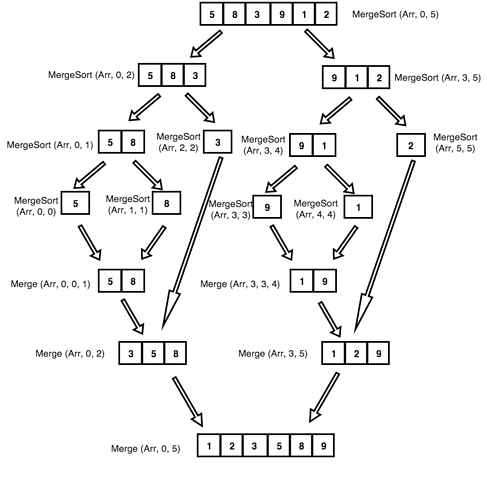 5 8 3 9 1 2 MergeSort (Arr, 0, 5)
MergeSort (Arr, 0, 2) 5 8 3
9 1 2 MergeSort (Arr, 3, 5)
MergeSort (Arr, 0, 1) 5 8
MergeSort
(Arr, 2, 2) 3
MergeSort
(Arr, 3, 4) 9 1
2 MergeSort
(Arr, 5, 5)
MergeSort
(Arr, 0, 0) 5
MergeSort
(Arr, 1, 1) 8
MergeSort
(Arr, 3, 3) 9
MergeSort
(Arr, 4, 4) 1
Merge (Arr, 0, 0, 1) 5 8
Merge (Arr, 3, 3, 4) 1 9
Merge (Arr, 0, 2) 3 5 8
Merge (Arr, 3, 5) 1 2 9
Merge (Arr, 0, 5) 1 2 3 5 8 9